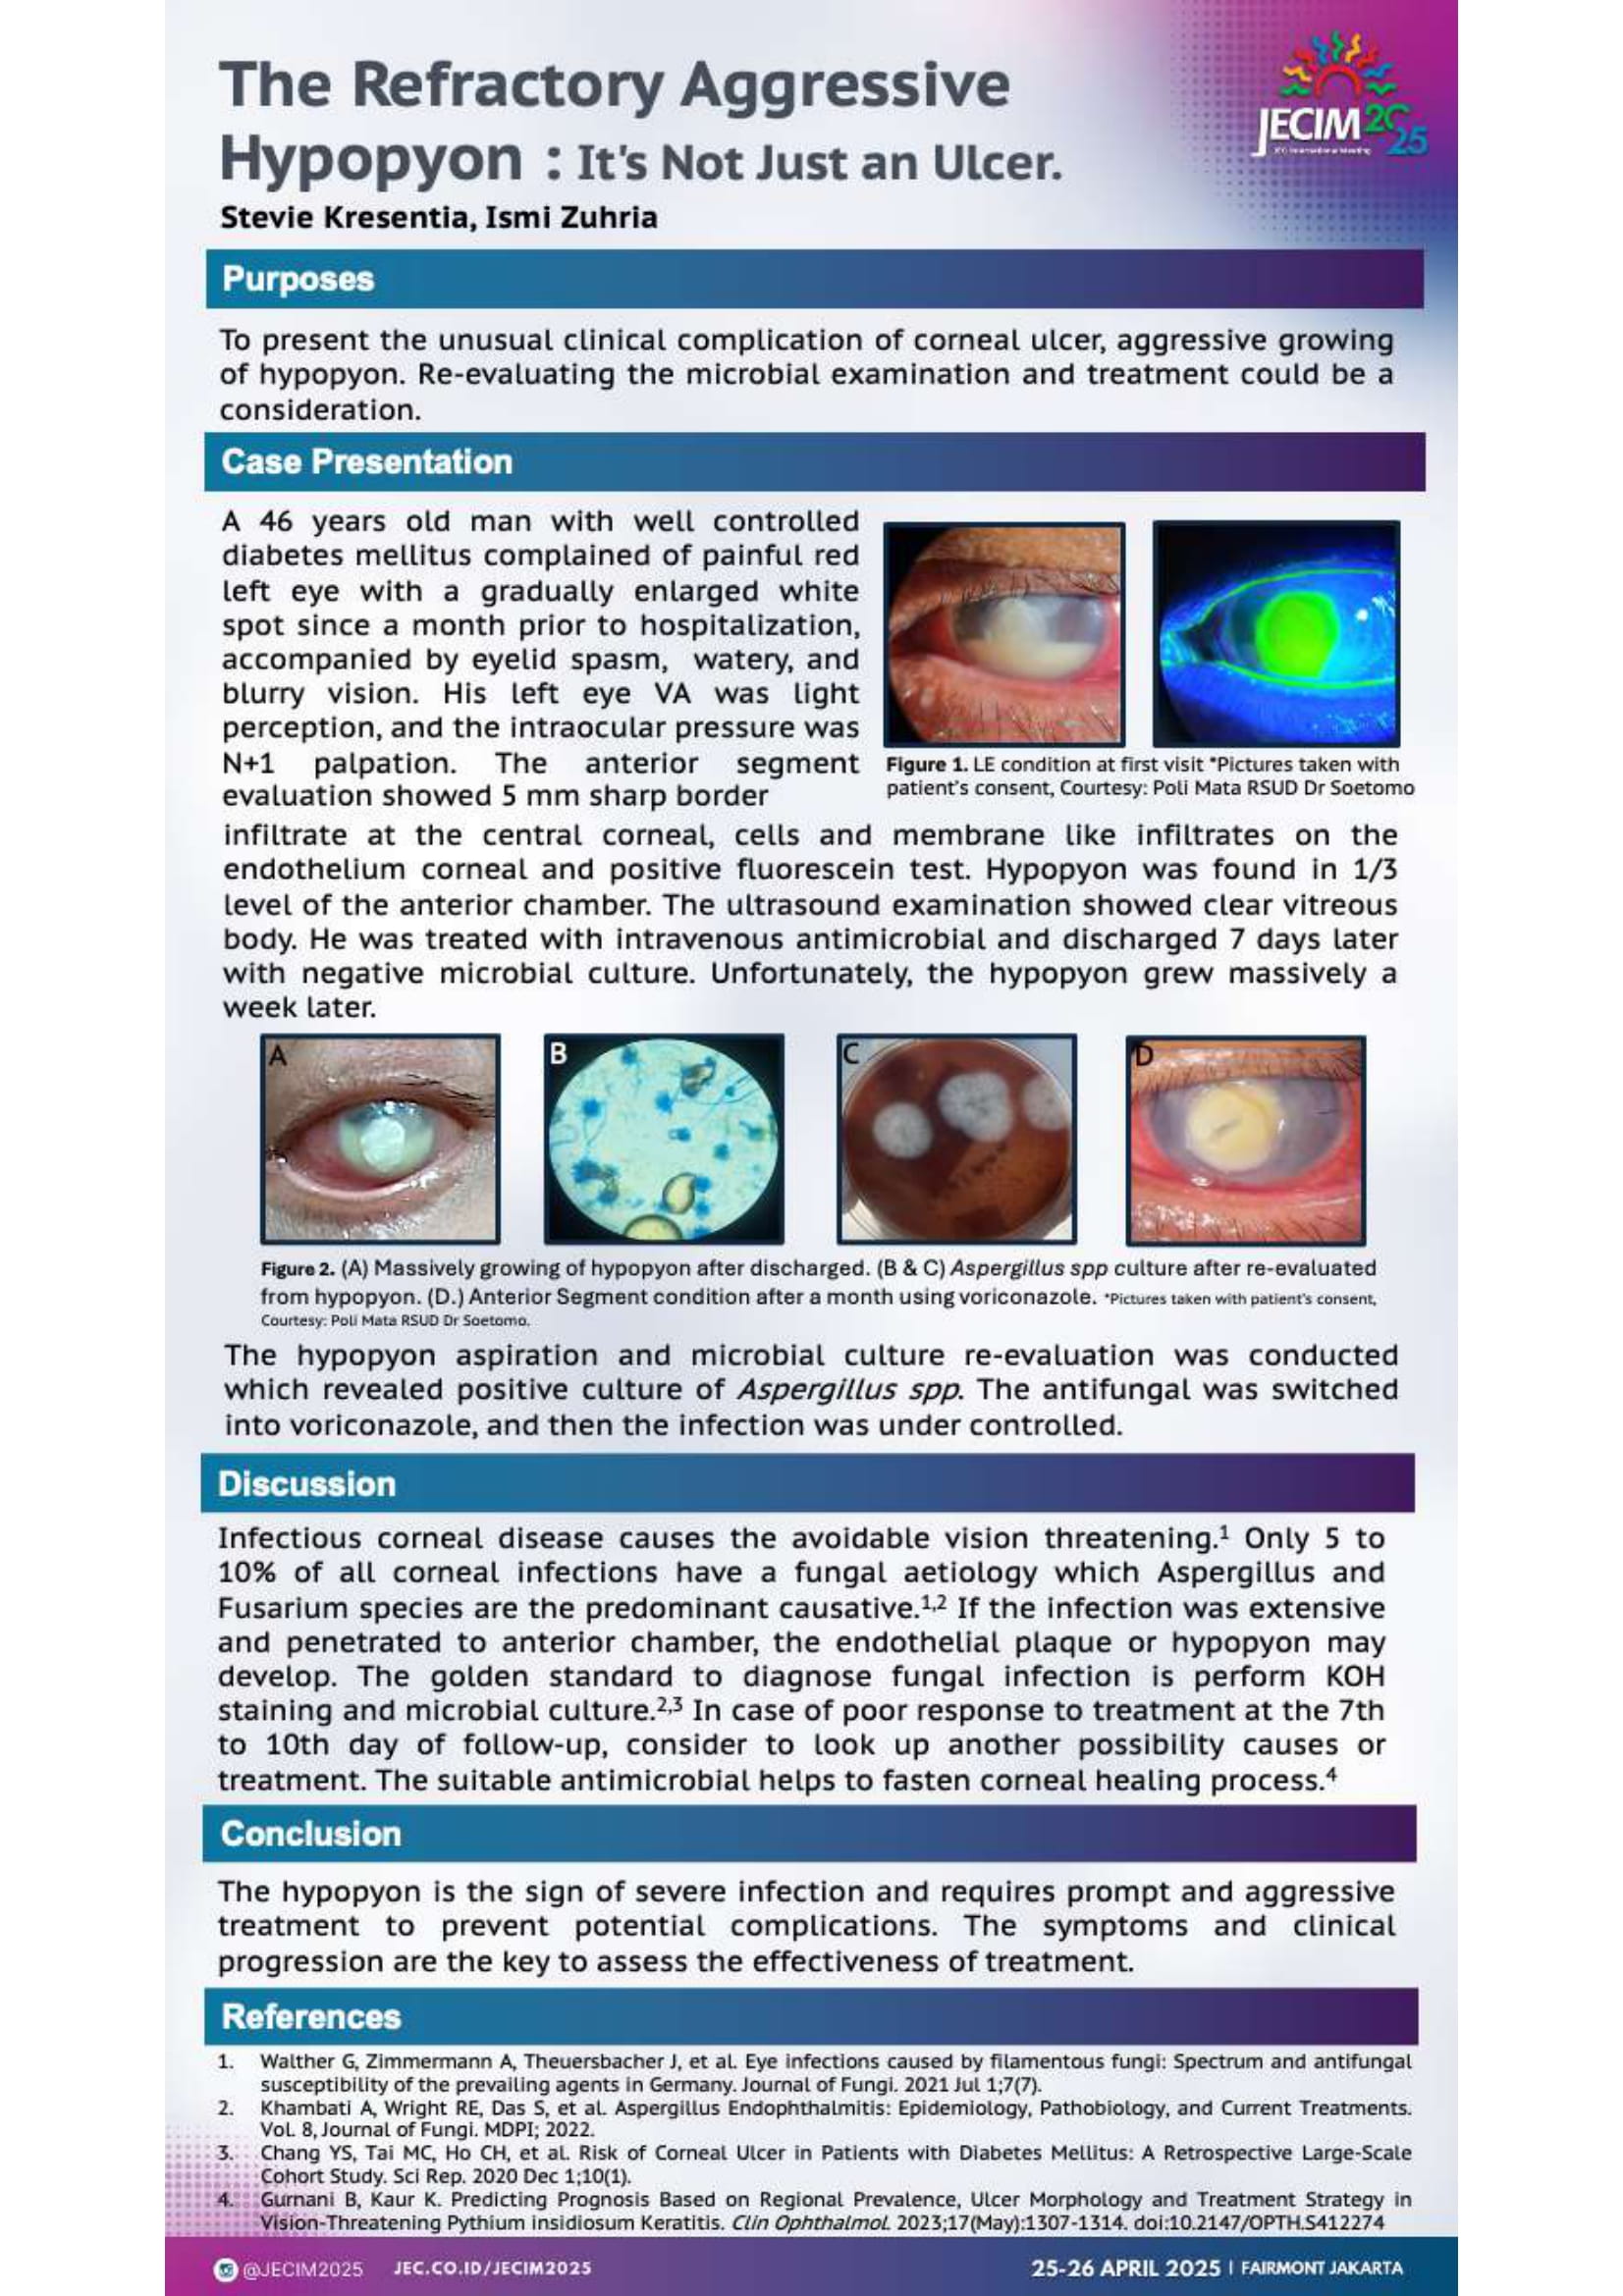 The Refractory Aggressive
Hypopyon : It's Not Just an Ulcer.
JECIM 2025
Stevie Kresentia, Ismi Zuhria
Purposes
To present the unusual clinical complication of corneal ulcer, aggressive growing
of hypopyon. Re-evaluating the microbial examination and treatment could be a
consideration.
Case Presentation
A 46 years old man with well controlled
diabetes mellitus complained of painful red
left eye with a gradually enlarged white
spot since a month prior to hospitalization,
accompanied by eyelid spasm, watery, and
blurry vision. His left eye VA was light
perception, and the intraocular pressure was
N+1 palpation. The anterior segment
evaluation showed 5 mm sharp border
Figure 1. LE condition at first visit *Pictures taken with
patient's consent, Courtesy: Poli Mata RSUD Dr Soetomo
infiltrate at the central corneal, cells and membrane like infiltrates on the
endothelium corneal and positive fluorescein test. Hypopyon was found in 1/3
level of the anterior chamber. The ultrasound examination showed clear vitreous
body. He was treated with intravenous antimicrobial and discharged 7 days later
with negative microbial culture. Unfortunately, the hypopyon grew massively a
week later.
A
B
C
D
Figure 2. (A) Massively growing of hypopyon after discharged. (B & C) Aspergillus spp culture after re-evaluated
from hypopyon. (D.) Anterior Segment condition after a month using voriconazole. *Pictures taken with patient's consent,
Courtesy: Poli Mata RSUD Dr Soetomo.
The hypopyon aspiration and microbial culture re-evaluation was conducted
which revealed positive culture of Aspergillus spp. The antifungal was switched
into voriconazole, and then the infection was under controlled.
Discussion
Infectious corneal disease causes the avoidable vision threatening.¹ Only 5 to
10% of all corneal infections have a fungal aetiology which Aspergillus and
Fusarium species are the predominant causative.¹,² If the infection was extensive
and penetrated to anterior chamber, the endothelial plaque or hypopyon may
develop. The golden standard to diagnose fungal infection is perform KOH
staining and microbial culture.²,³ In case of poor response to treatment at the 7th
to 10th day of follow-up, consider to look up another possibility causes or
treatment. The suitable antimicrobial helps to fasten corneal healing process.⁴
Conclusion
The hypopyon is the sign of severe infection and requires prompt and aggressive
treatment to prevent potential complications. The symptoms and clinical
progression are the key to assess the effectiveness of treatment.
References
1. Walther G, Zimmermann A, Theuersbacher J, et al. Eye infections caused by filamentous fungi: Spectrum and antifungal
susceptibility of the prevailing agents in Germany. Journal of Fungi. 2021 Jul 1;7(7).
2. Khambati A, Wright RE, Das S, et al. Aspergillus Endophthalmitis: Epidemiology, Pathobiology, and Current Treatments.
Vol. 8, Journal of Fungi. MDPI; 2022.
3. Chang YS, Tai MC, Ho CH, et al. Risk of Corneal Ulcer in Patients with Diabetes Mellitus: A Retrospective Large-Scale
Cohort Study. Sci Rep. 2020 Dec 1;10(1).
4. Gurnani B, Kaur K. Predicting Prognosis Based on Regional Prevalence, Ulcer Morphology and Treatment Strategy in
Vision-Threatening Pythium insidiosum Keratitis. Clin Ophthalmol. 2023;17(May):1307-1314. doi:10.2147/OPTH.S412274
@JECIM2025 JEC.CO.ID/JECIM2025
25-26 APRIL 2025 | FAIRMONT JAKARTA